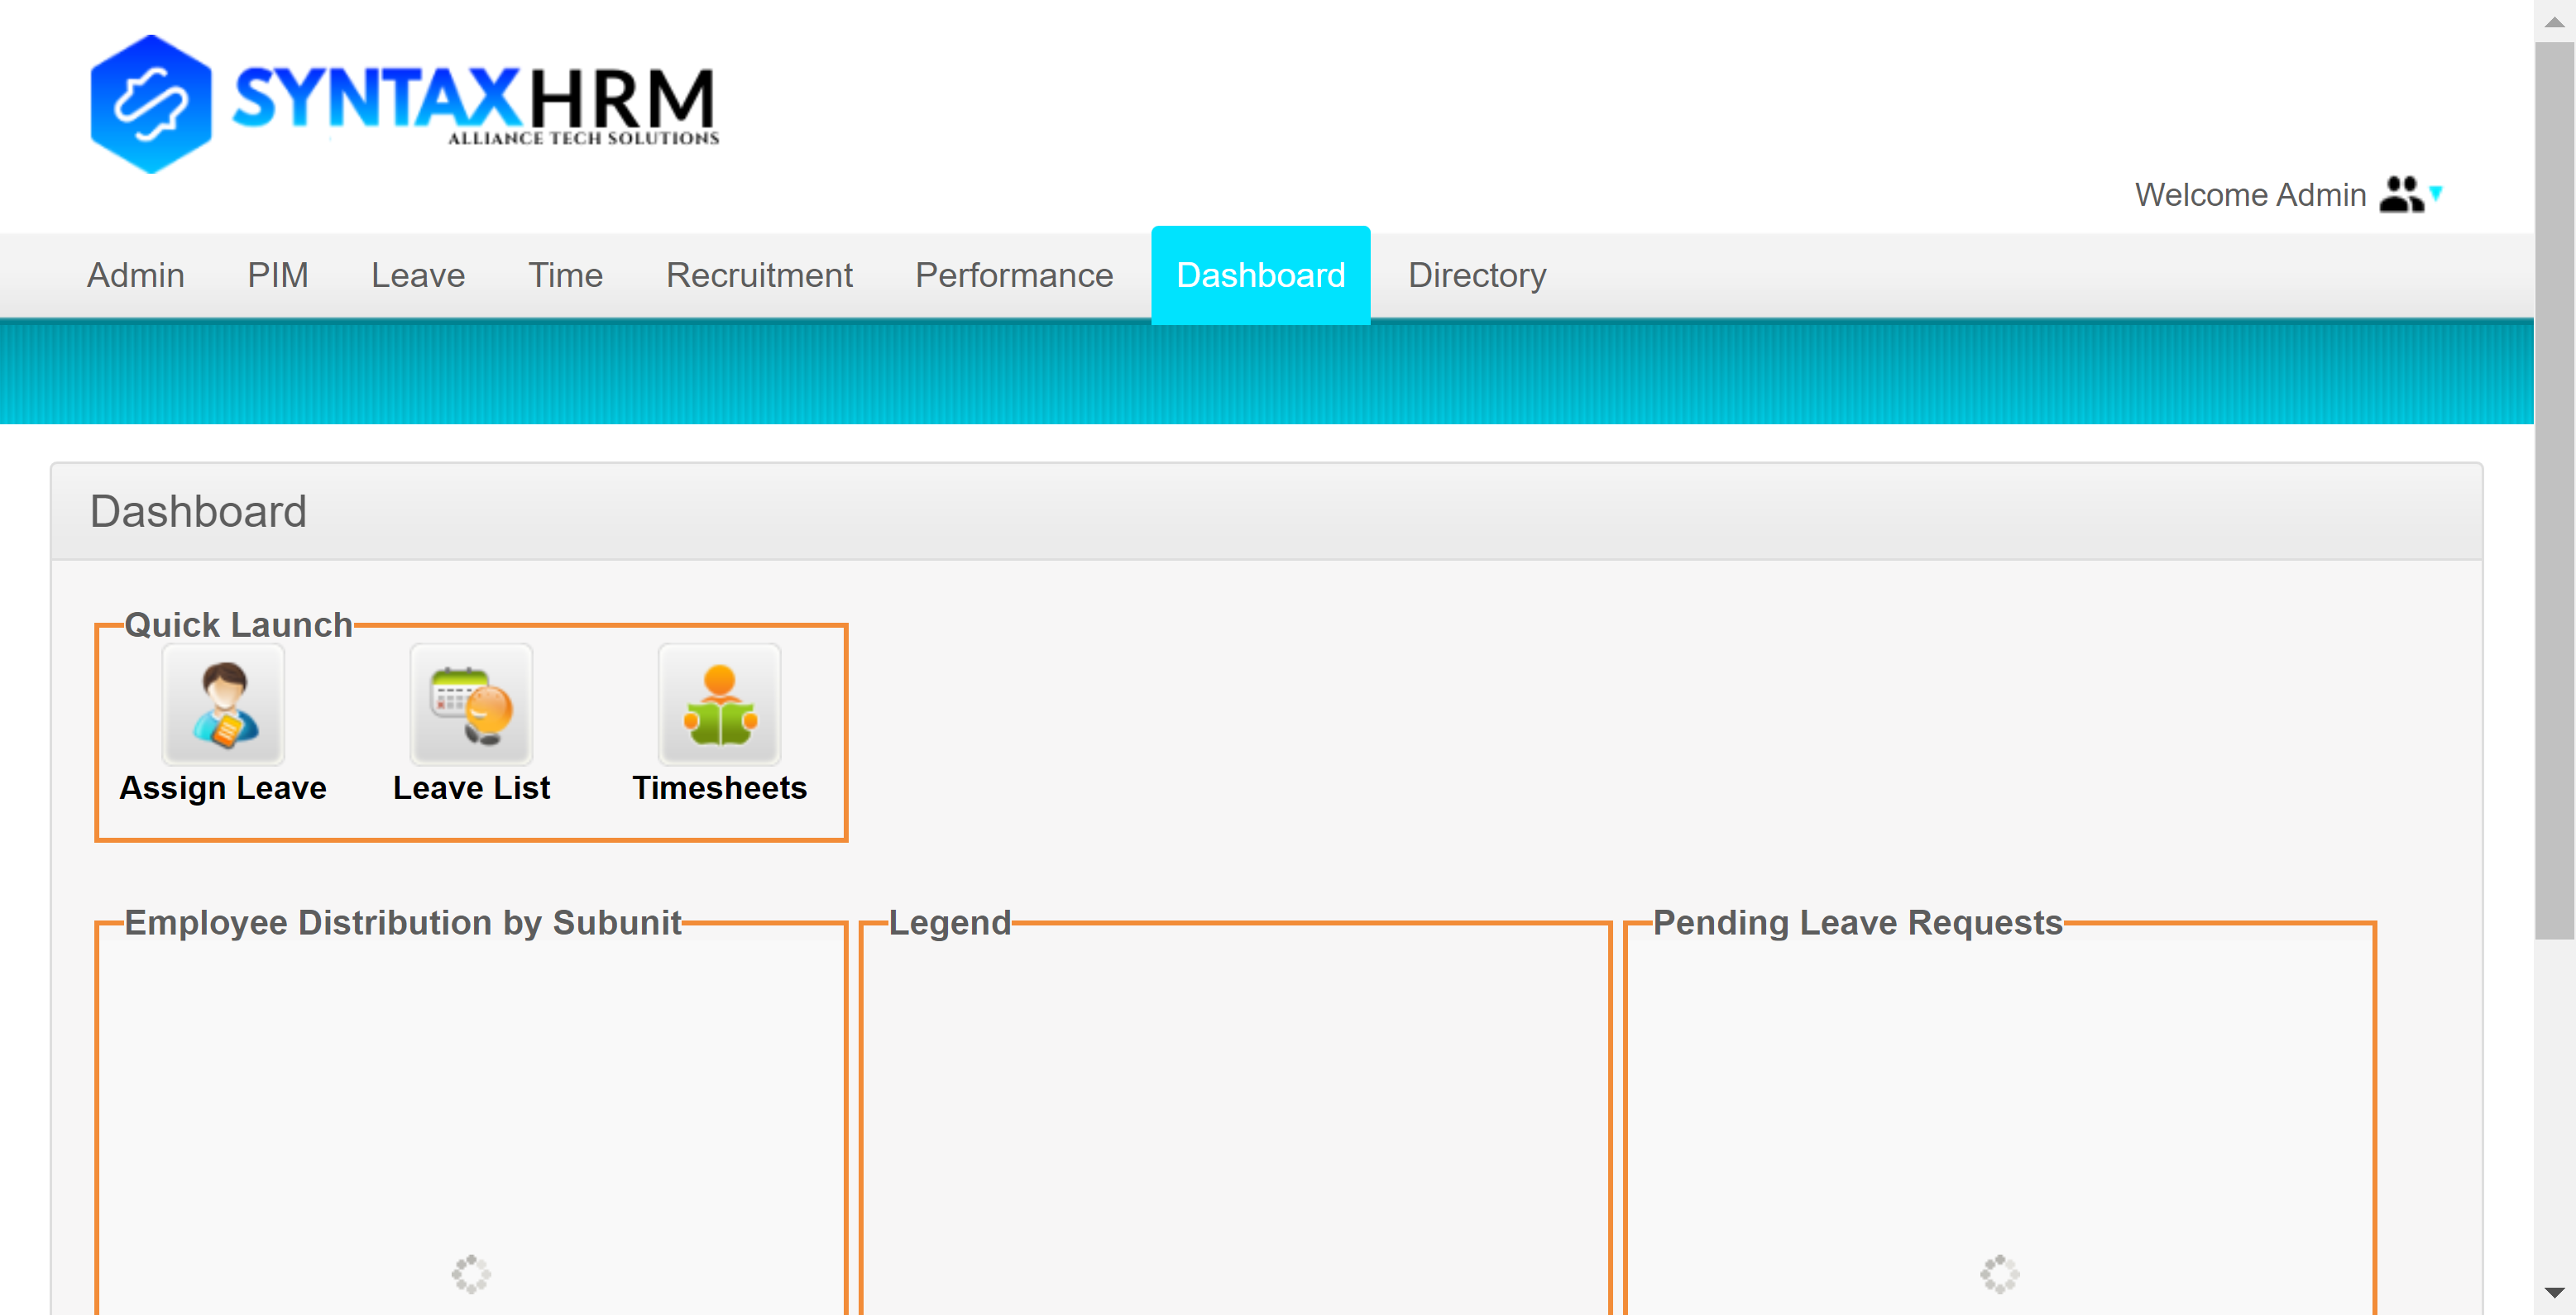 SYNTAXHRM
ALLIANCE TECH SOLUTIONS
Welcome Admin
Admin PIM Leave Time Recruitment Performance Dashboard Directory
Dashboard
Quick Launch
Assign Leave Leave List Timesheets
Employee Distribution by Subunit Legend Pending Leave Requests